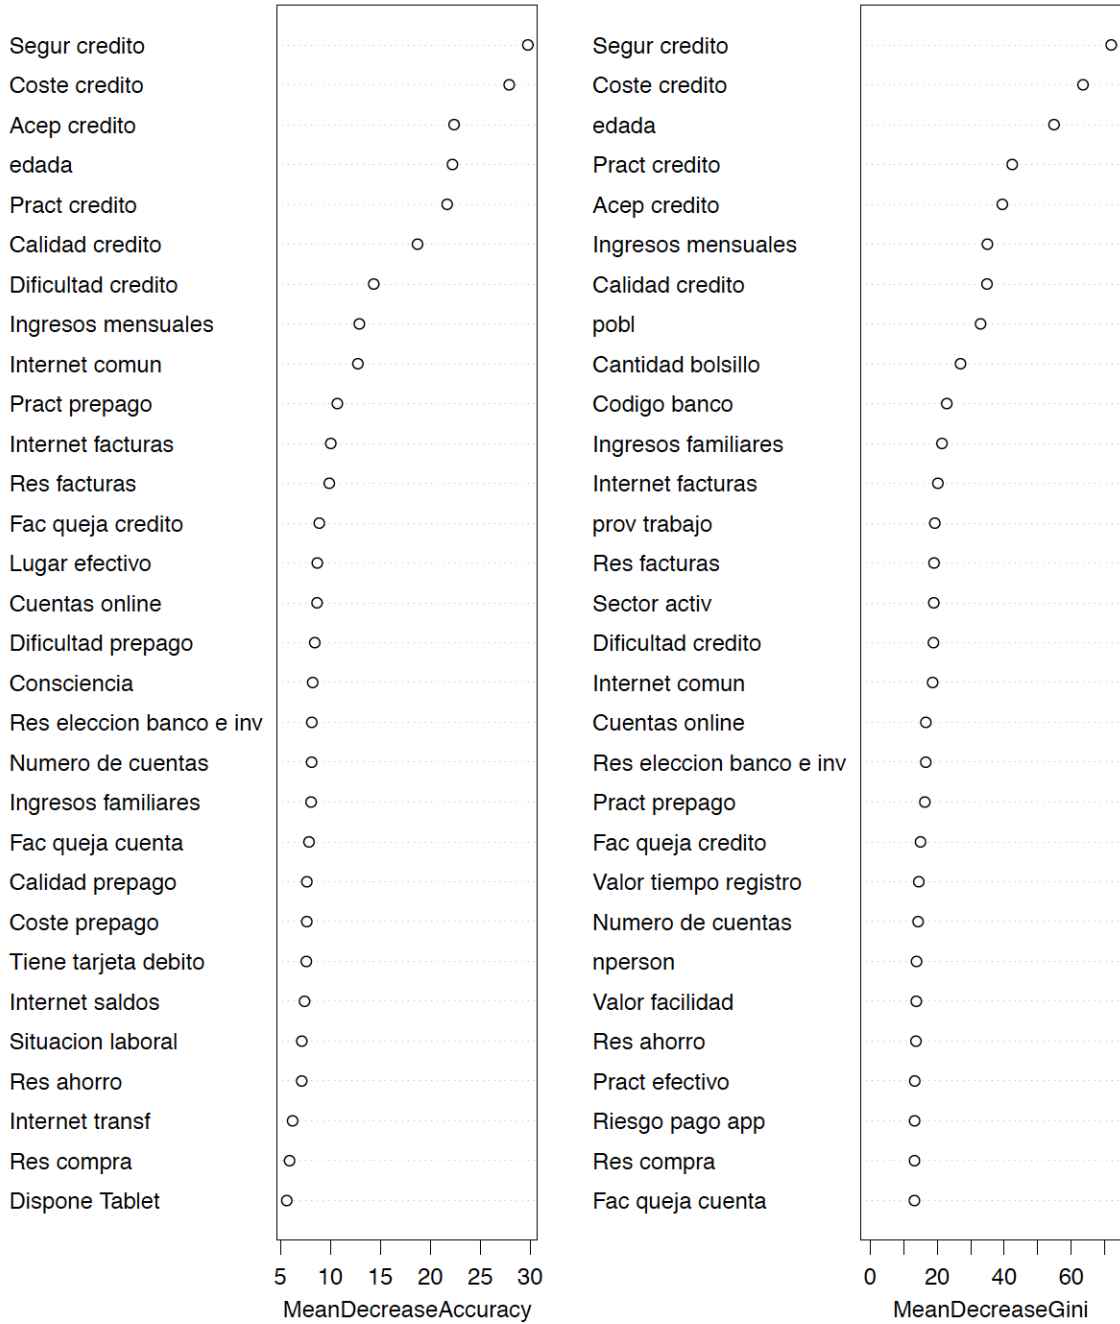 Segur credito
Coste credito
Acep credito
edada
Pract credito
Calidad credito
Dificultad credito
Ingresos mensuales
Internet comun
Pract prepago
Internet facturas
Res facturas
Fac queja credito
Lugar efectivo
Cuentas online
Dificultad prepago
Consciencia
Res eleccion banco e inv
Numero de cuentas
Ingresos familiares
Fac queja cuenta
Calidad prepago
Coste prepago
Tiene tarjeta debito
Internet saldos
Situacion laboral
Res ahorro
Internet transf
Res compra
Dispone Tablet
5 10 15 20 25 30
MeanDecreaseAccuracy
Segur credito
Coste credito
edada
Pract credito
Acep credito
Ingresos mensuales
Calidad credito
pobl
Cantidad bolsillo
Codigo banco
Ingresos familiares
Internet facturas
prov trabajo
Res facturas
Sector activ
Dificultad credito
Internet comun
Cuentas online
Res eleccion banco e inv
Pract prepago
Fac queja credito
Valor tiempo registro
Numero de cuentas
nperson
Valor facilidad
Res ahorro
Pract efectivo
Riesgo pago app
Res compra
Fac queja cuenta
0 20 40 60
MeanDecreaseGini